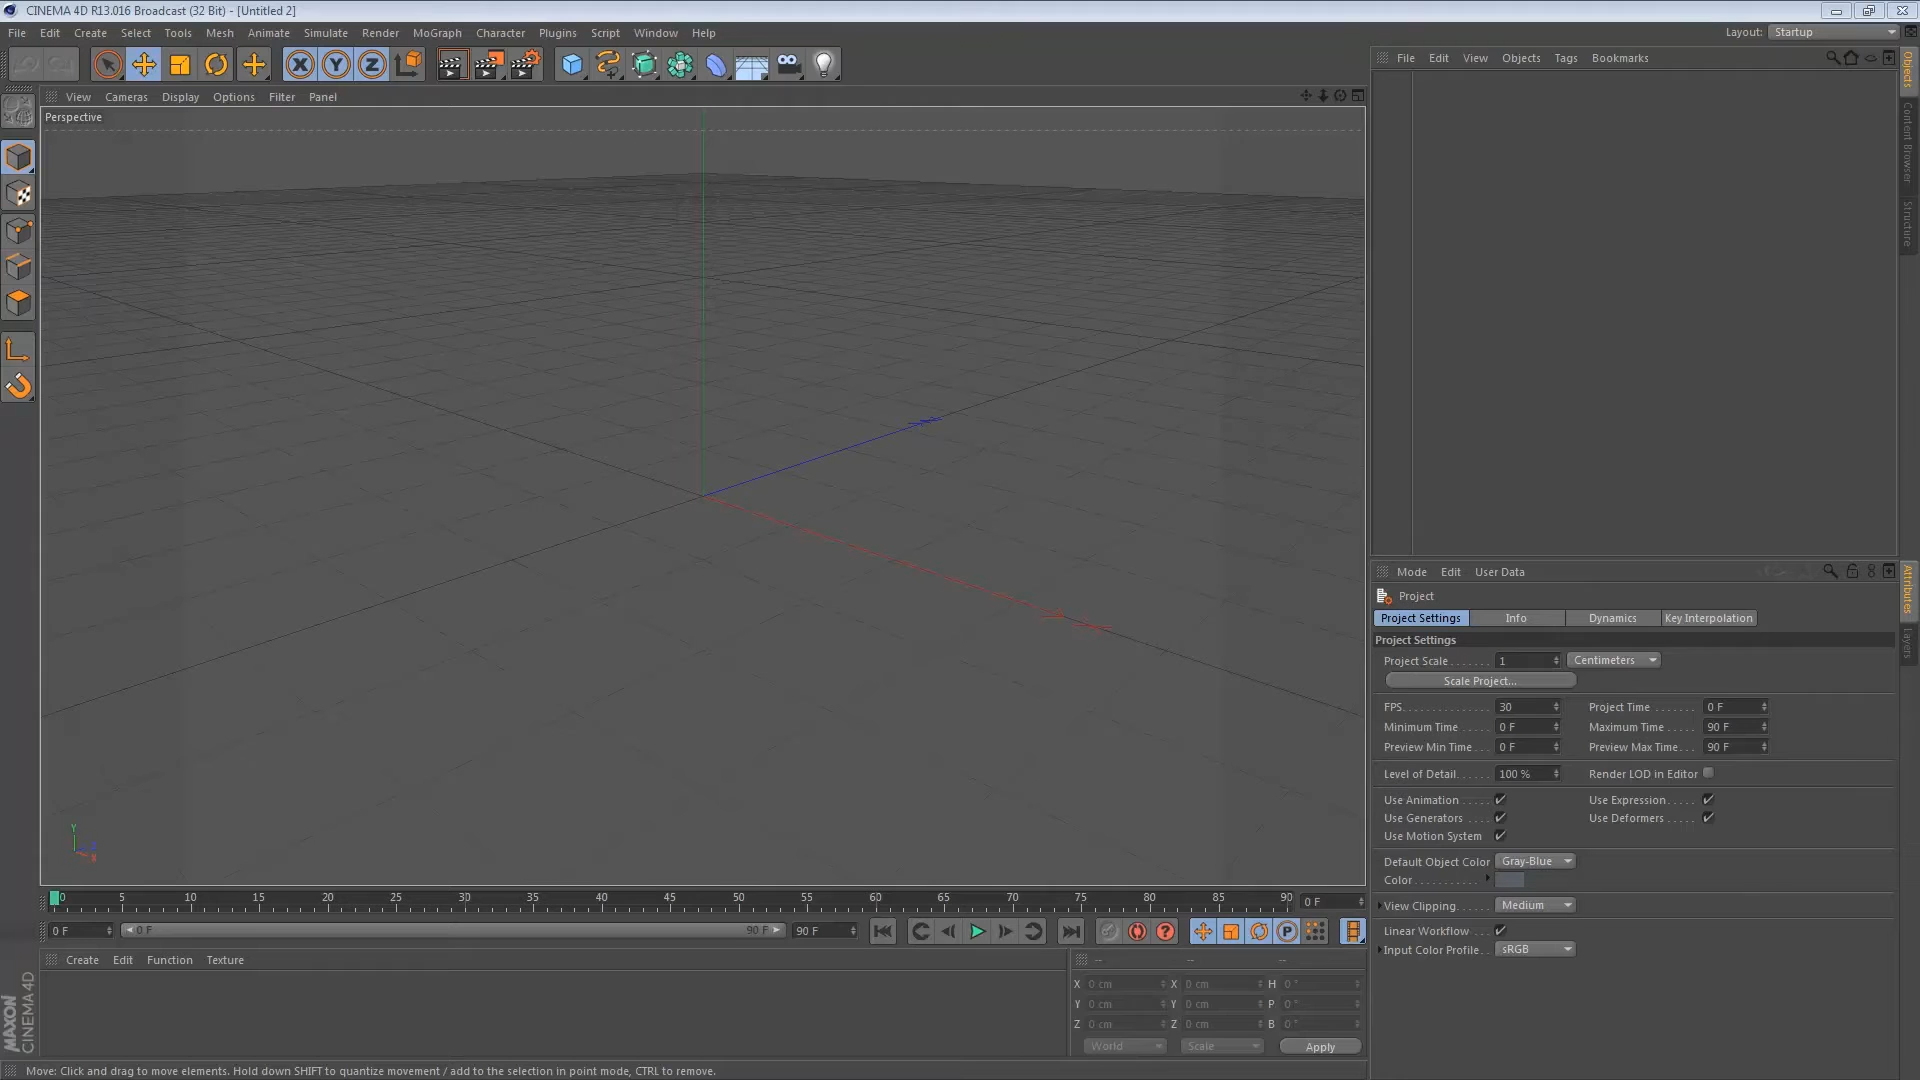 CINEMA 4D R13.016 Broadcast (32 Bit) - [Untitled 2]
File Edit Create Select Tools Mesh Animate Simulate Render MoGraph Character Plugins Script Window Help
Layout: Startup
View Cameras Display Options Filter Panel
Perspective
File Edit View Objects Tags Bookmarks
Objects
Content Browser
Structure
Mode Edit User Data
Project
Project Settings Info Dynamics Key Interpolation
Project Settings
Project Scale 1 Centimeters
Scale Project...
FPS 30 Project Time 0 F
Minimum Time 0 F Maximum Time 90 F
Preview Min Time 0 F Preview Max Time 90 F
Level of Detail 100 % Render LOD in Editor
Use Animation Use Expression
Use Generators Use Deformers
Use Motion System
Default Object Color Gray-Blue
Color
View Clipping Medium
Linear Workflow
Input Color Profile sRGB
Attributes
Layers
Y
0 5 10 15 20 25 30 35 40 45 50 55 60 65 70 75 80 85 90 0 F
0 F 0 F 90 F 90 F
Create Edit Function Texture
-- -- --
X 0 cm X 0 cm H 0 °
Y 0 cm Y 0 cm P 0 °
Z 0 cm Z 0 cm B 0 °
World Scale Apply
MAXON
CINEMA 4D
Move: Click and drag to move elements. Hold down SHIFT to quantize movement / add to the selection in point mode, CTRL to remove.